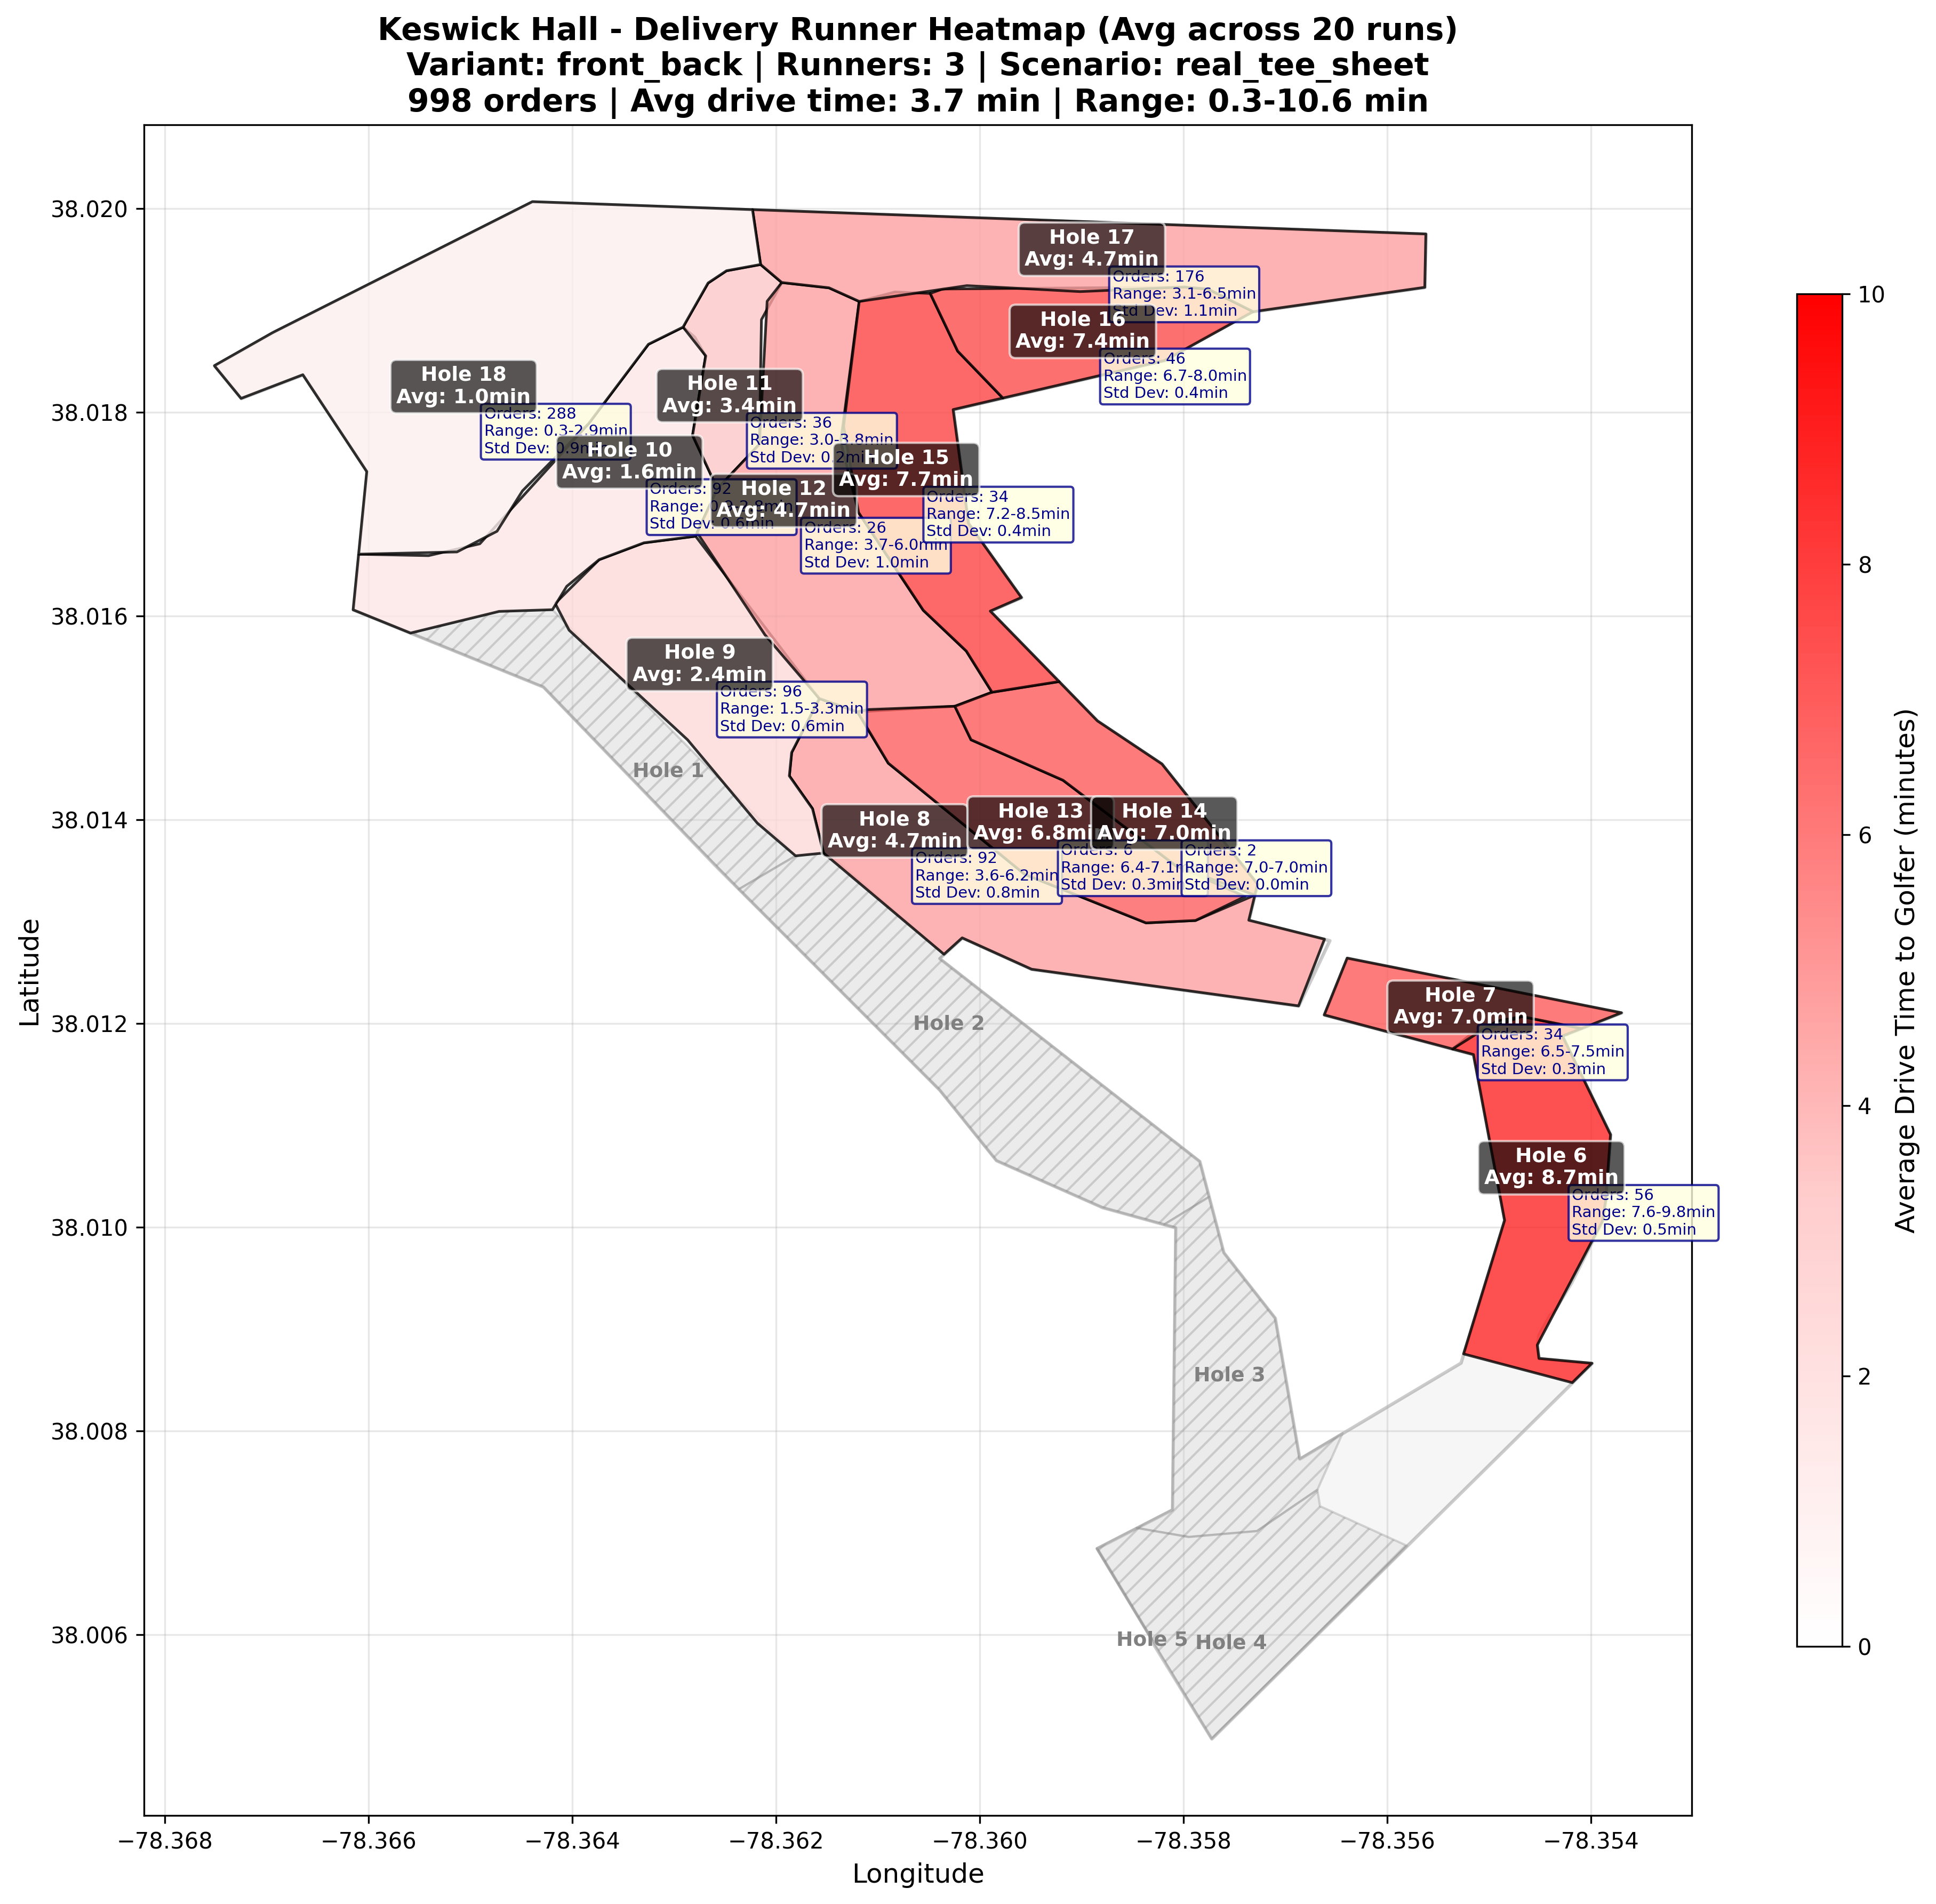 Keswick Hall - Delivery Runner Heatmap (Avg across 20 runs)
Variant: front_back | Runners: 3 | Scenario: real_tee_sheet
998 orders | Avg drive time: 3.7 min | Range: 0.3-10.6 min
Hole 17
Avg: 4.7min
Orders: 176
Range: 3.1-6.5min
Std Dev: 1.1min
Hole 16
Avg: 7.4min
Orders: 46
Range: 6.7-8.0min
Std Dev: 0.4min
Hole 18
Avg: 1.0min
Orders: 288
Range: 0.3-2.9min
Std Dev: 0.9min
Hole 11
Avg: 3.4min
Orders: 36
Range: 3.0-3.8min
Std Dev: 0.2min
Hole 10
Avg: 1.6min
Orders: 92
Range:
Std Dev: 0.6min
Hole 15
Avg: 7.7min
Orders: 34
Range: 7.2-8.5min
Std Dev: 0.4min
Hole 12
Avg: 4.7min
Orders: 26
Range: 3.7-6.0min
Std Dev: 1.0min
Hole 9
Avg: 2.4min
Orders: 96
Range: 1.5-3.3min
Std Dev: 0.6min
Hole 1
Hole 8
Avg: 4.7min
Orders: 92
Range: 3.6-6.2min
Std Dev: 0.8min
Hole 13
Avg: 6.8min
Orders: 6
Range: 6.4-7.1min
Std Dev: 0.3min
Hole 14
Avg: 7.0min
Orders: 2
Range: 7.0-7.0min
Std Dev: 0.0min
Hole 2
Hole 7
Avg: 7.0min
Orders: 34
Range: 6.5-7.5min
Std Dev: 0.3min
Hole 6
Avg: 8.7min
Orders: 56
Range: 7.6-9.8min
Std Dev: 0.5min
Hole 3
Hole 5
Hole 4
38.020
38.018
38.016
38.014
38.012
38.010
38.008
38.006
Latitude
−78.368
−78.366
−78.364
−78.362
−78.360
−78.358
−78.356
−78.354
Longitude
10
8
6
4
2
0
Average Drive Time to Golfer (minutes)